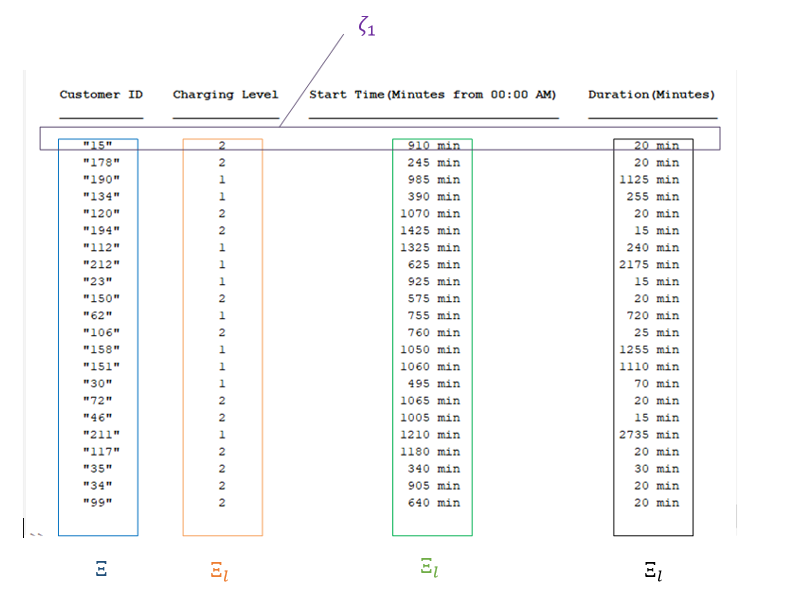 ζ₁
Customer ID Charging Level Start Time(Minutes from 00:00 AM) Duration(Minutes)
"15" 2 910 min 20 min
"178" 2 245 min 20 min
"190" 1 985 min 1125 min
"134" 1 390 min 255 min
"120" 2 1070 min 20 min
"194" 2 1425 min 15 min
"112" 1 1325 min 240 min
"212" 1 625 min 2175 min
"23" 1 925 min 15 min
"150" 2 575 min 20 min
"62" 1 755 min 720 min
"106" 2 760 min 25 min
"158" 1 1050 min 1255 min
"151" 1 1060 min 1110 min
"30" 1 495 min 70 min
"72" 2 1065 min 20 min
"46" 2 1005 min 15 min
"211" 1 1210 min 2735 min
"117" 2 1180 min 20 min
"35" 2 340 min 30 min
"34" 2 905 min 20 min
"99" 2 640 min 20 min
Ξ Ξ_l Ξ_l Ξ_l